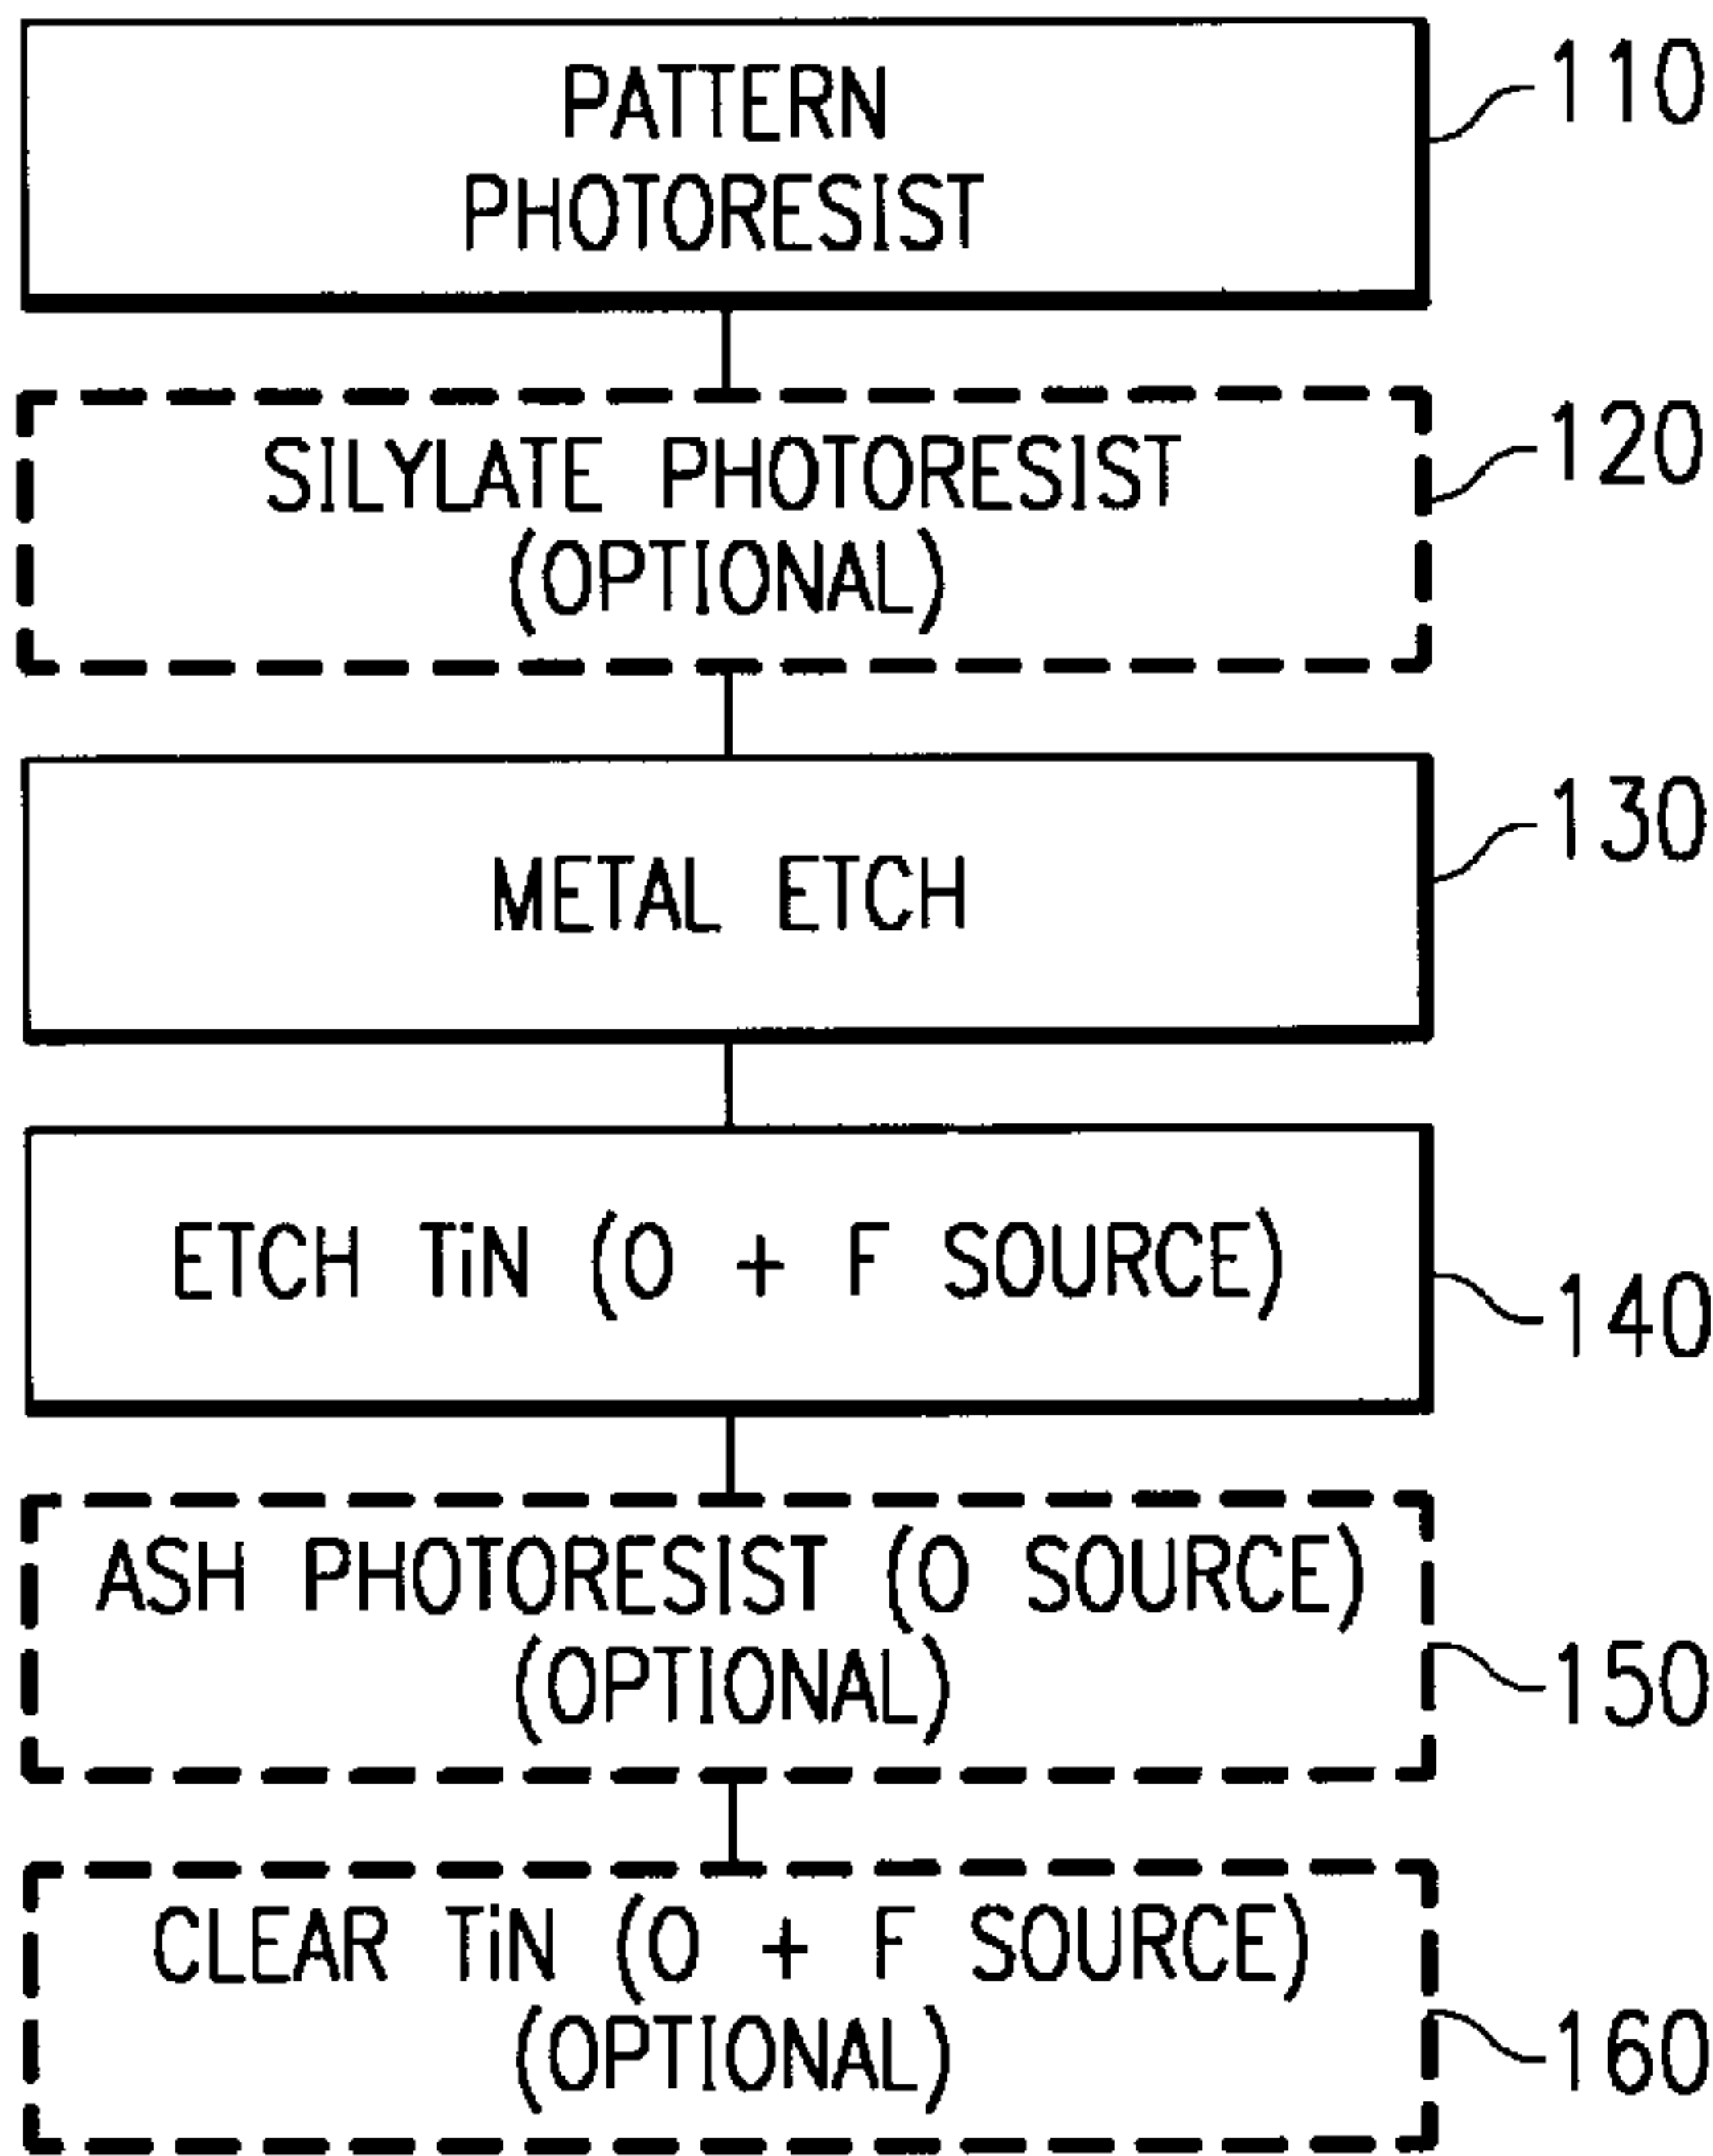 PATTERN
PHOTORESIST
110
SILYLATE PHOTORESIST
(OPTIONAL)
120
METAL ETCH
130
ETCH TiN (O + F SOURCE)
140
ASH PHOTORESIST (O SOURCE)
(OPTIONAL)
150
CLEAR TiN (O + F SOURCE)
(OPTIONAL)
160